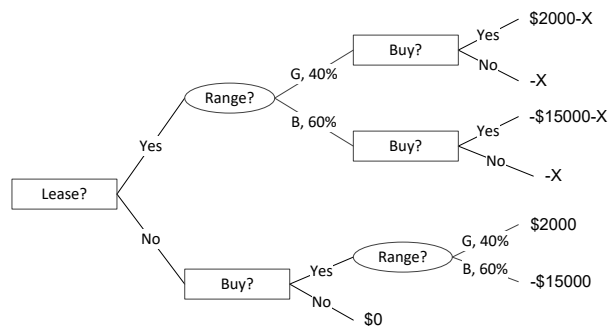 $2000-X
Yes
Buy?
No
G, 40%
-X
Range?
-$15000-X
B, 60%
Yes
Yes
Buy?
No
-X
Lease?
$2000
No
G, 40%
Range?
Yes
B, 60%
Buy?
-$15000
No
$0